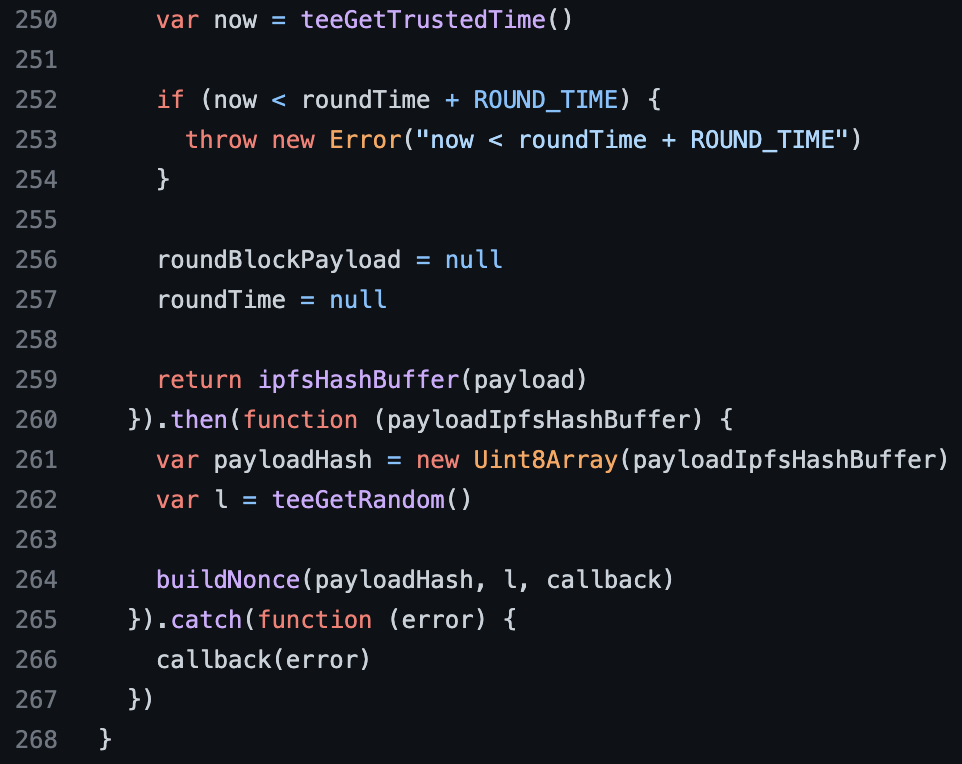 250 var now = teeGetTrustedTime()
251
252 if (now < roundTime + ROUND_TIME) {
253 throw new Error("now < roundTime + ROUND_TIME")
254 }
255
256 roundBlockPayload = null
257 roundTime = null
258
259 return ipfsHashBuffer(payload)
260 }).then(function (payloadIpfsHashBuffer) {
261 var payloadHash = new Uint8Array(payloadIpfsHashBuffer)
262 var l = teeGetRandom()
263
264 buildNonce(payloadHash, l, callback)
265 }).catch(function (error) {
266 callback(error)
267 })
268 }